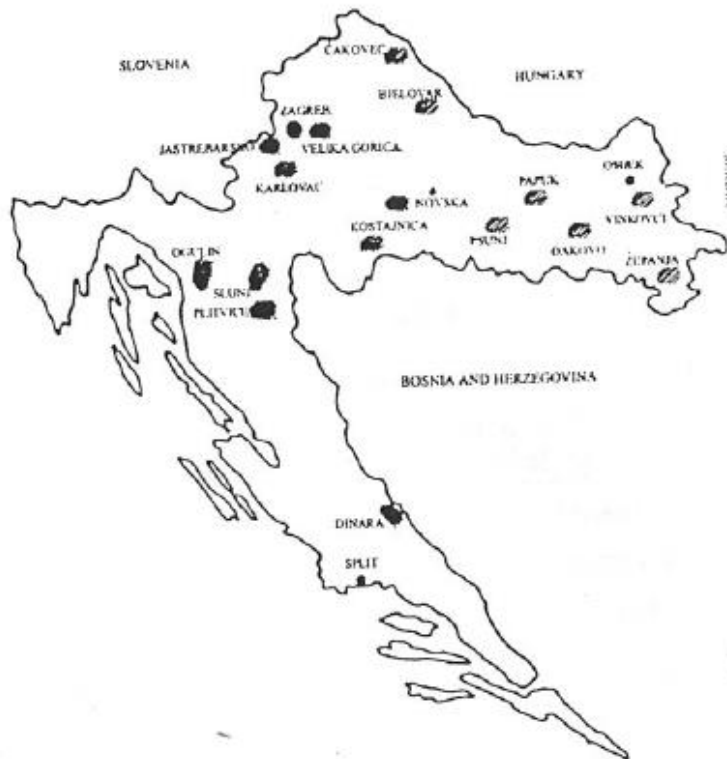 ČAKOVEC
SLOVENIA
HUNGARY
BJELOVAR
ZAGREB
JASTREBARSKO
VELIKA GORICA
KARLOVAC
OSIJEK
PAPUK
NOVSKA
VINKOVCI
KOSTAJNICA
PSUNJ
ĐAKOVO
OGULIN
ŽUPANJA
SLUNJ
PLITVICE
BOSNIA AND HERZEGOVINA
DINARA
SPLIT